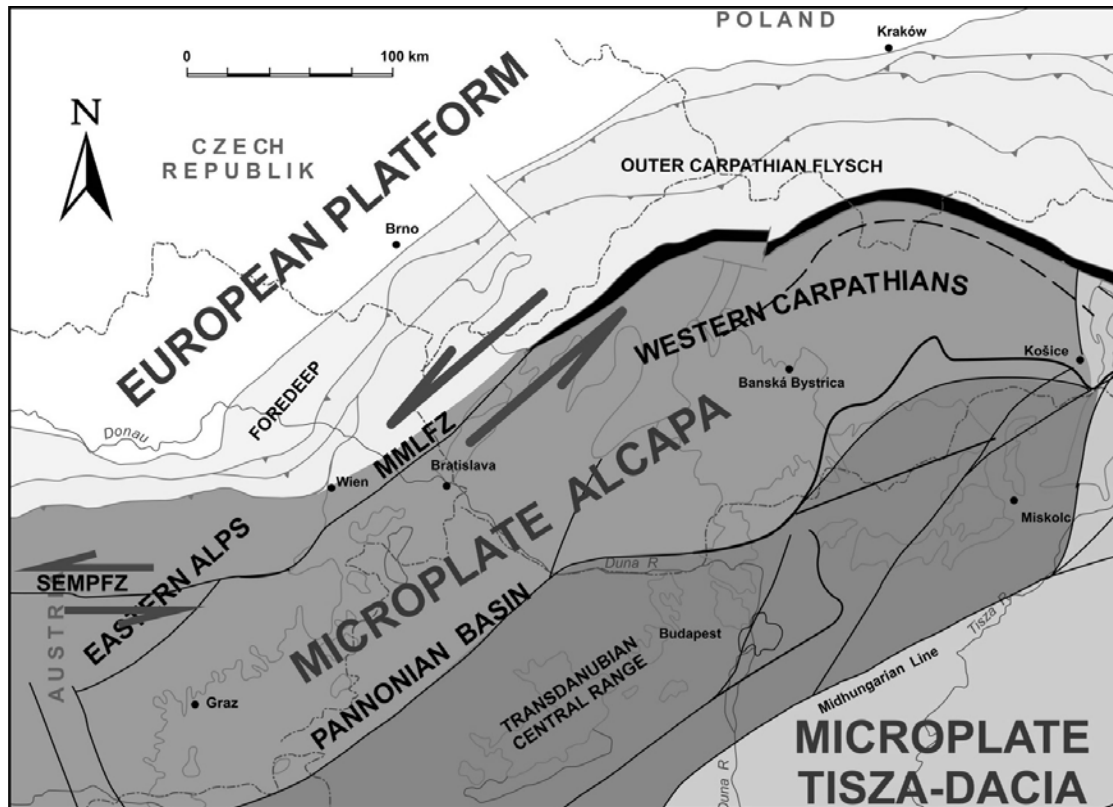 POLAND
Kraków
0 100 km
N
CZECH
REPUBLIK
EUROPEAN PLATFORM
OUTER CARPATHIAN FLYSCH
Brno
WESTERN CARPATHIANS
Košice
Banská Bystrica
FOREDEEP
Donau
MMLFZ
Bratislava
Wien
MICROPLATE ALCAPA
Miskolc
EASTERN ALPS
SEMPFZ
AUSTRI
Duna R
PANNONIAN BASIN
Budapest
Tisza R
TRANSDANUBIAN
CENTRAL RANGE
Midhungarian Line
Graz
MICROPLATE
TISZA-DACIA
Duna R